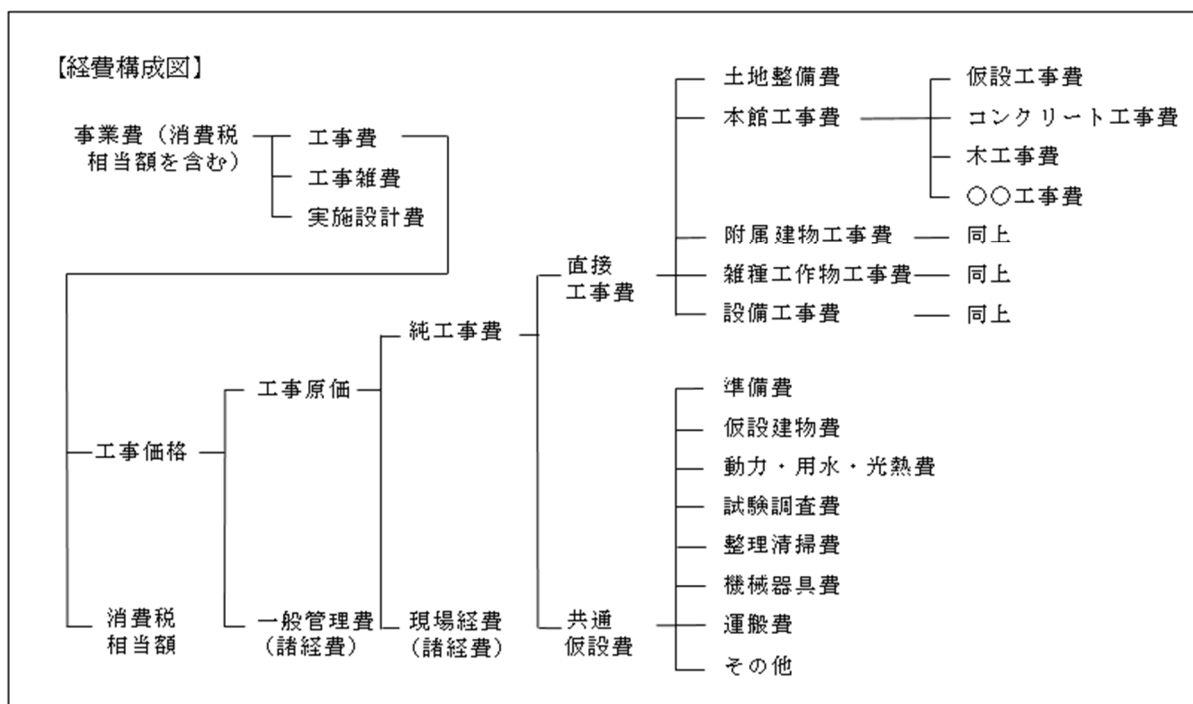 【経費構成図】
事業費（消費税
相当額を含む）
工事費
工事雑費
実施設計費
工事価格
消費税
相当額
工事原価
一般管理費
(諸経費)
純工事費
現場経費
(諸経費)
直接
工事費
共通
仮設費
土地整備費
本館工事費
附属建物工事費
雑種工作物工事費
設備工事費
仮設工事費
コンクリート工事費
木工事費
○○工事費
同上
同上
同上
準備費
仮設建物費
動力・用水・光熱費
試験調査費
整理清掃費
機械器具費
運搬費
その他